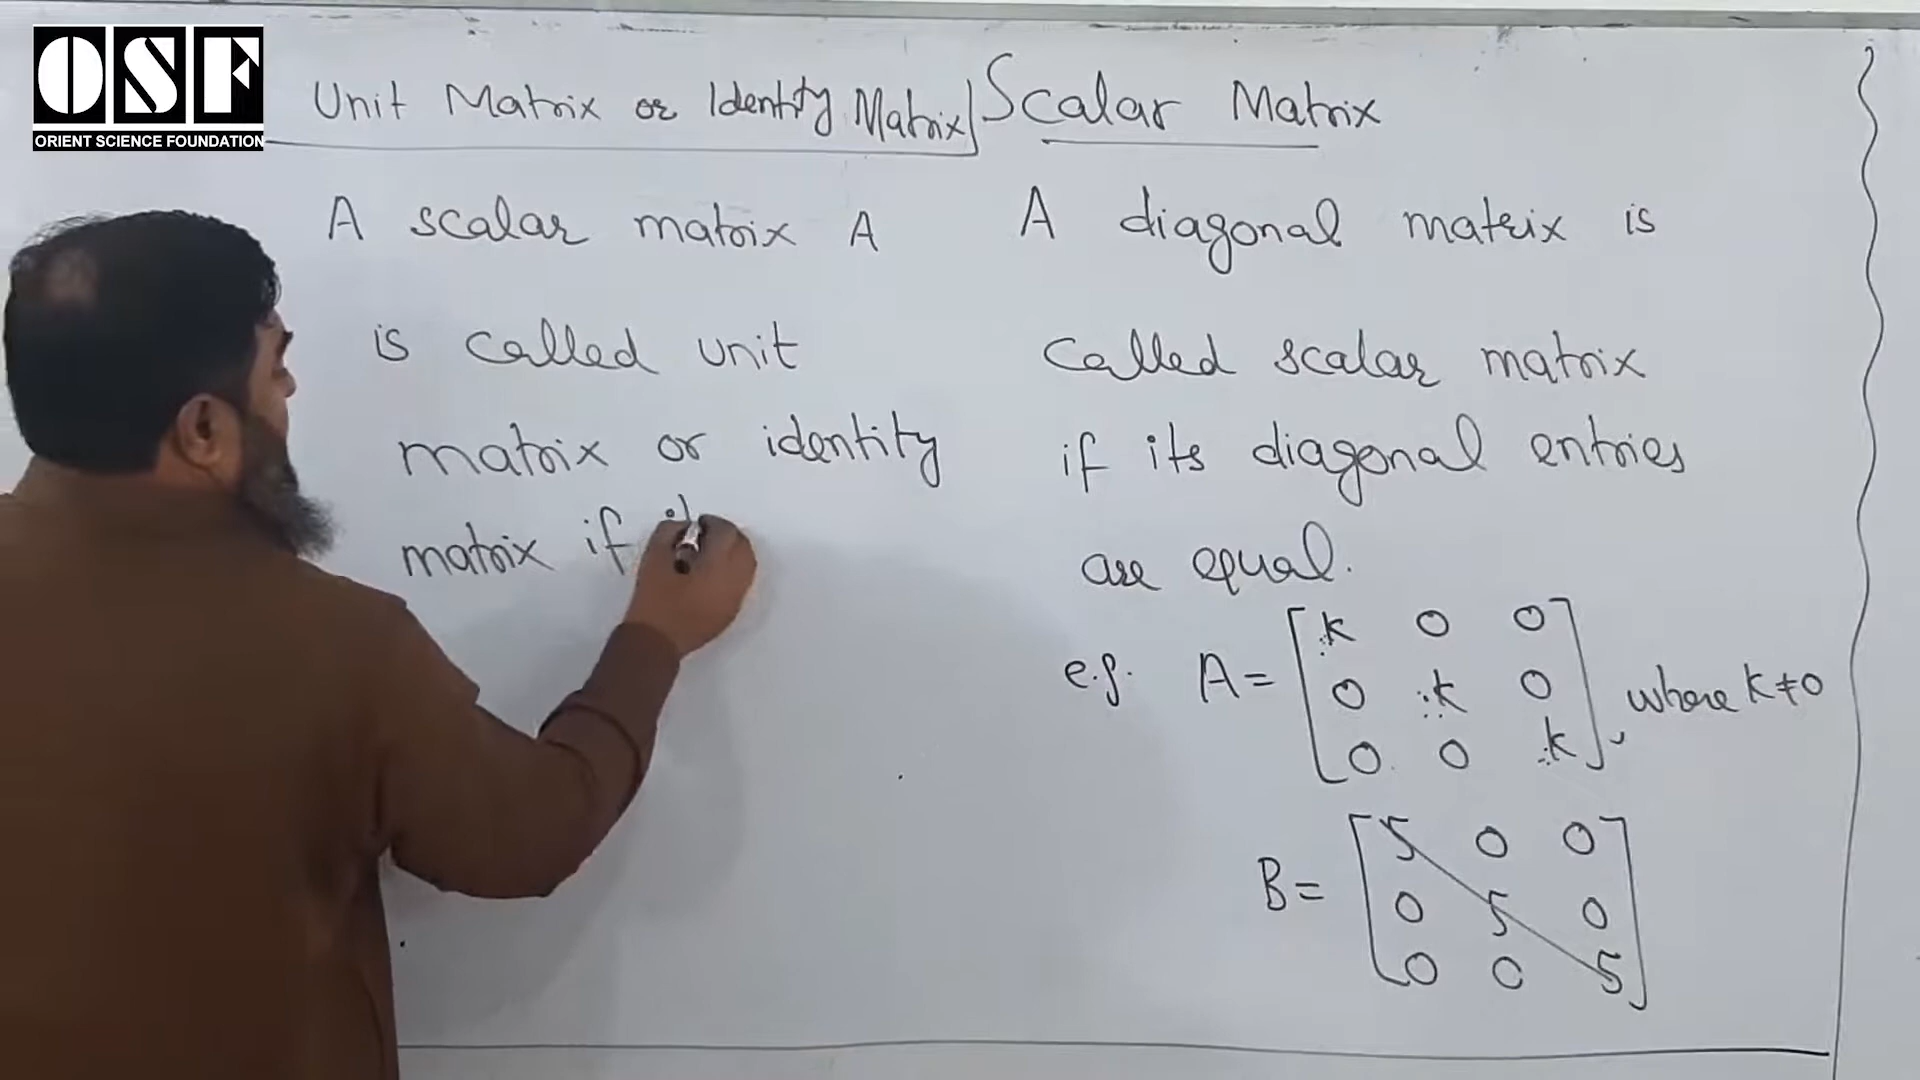 OSF
ORIENT SCIENCE FOUNDATION
Unit Matrix or Identity Matrix
A scalar matrix A
is called unit
matrix or identity
matrix if
Scalar Matrix
A diagonal matrix is
called scalar matrix
if its diagonal entries
are equal.
e.g. A = [k 0 0
0 k 0
0 0 k], where k≠0
B = [5 0 0
0 5 0
0 0 5]